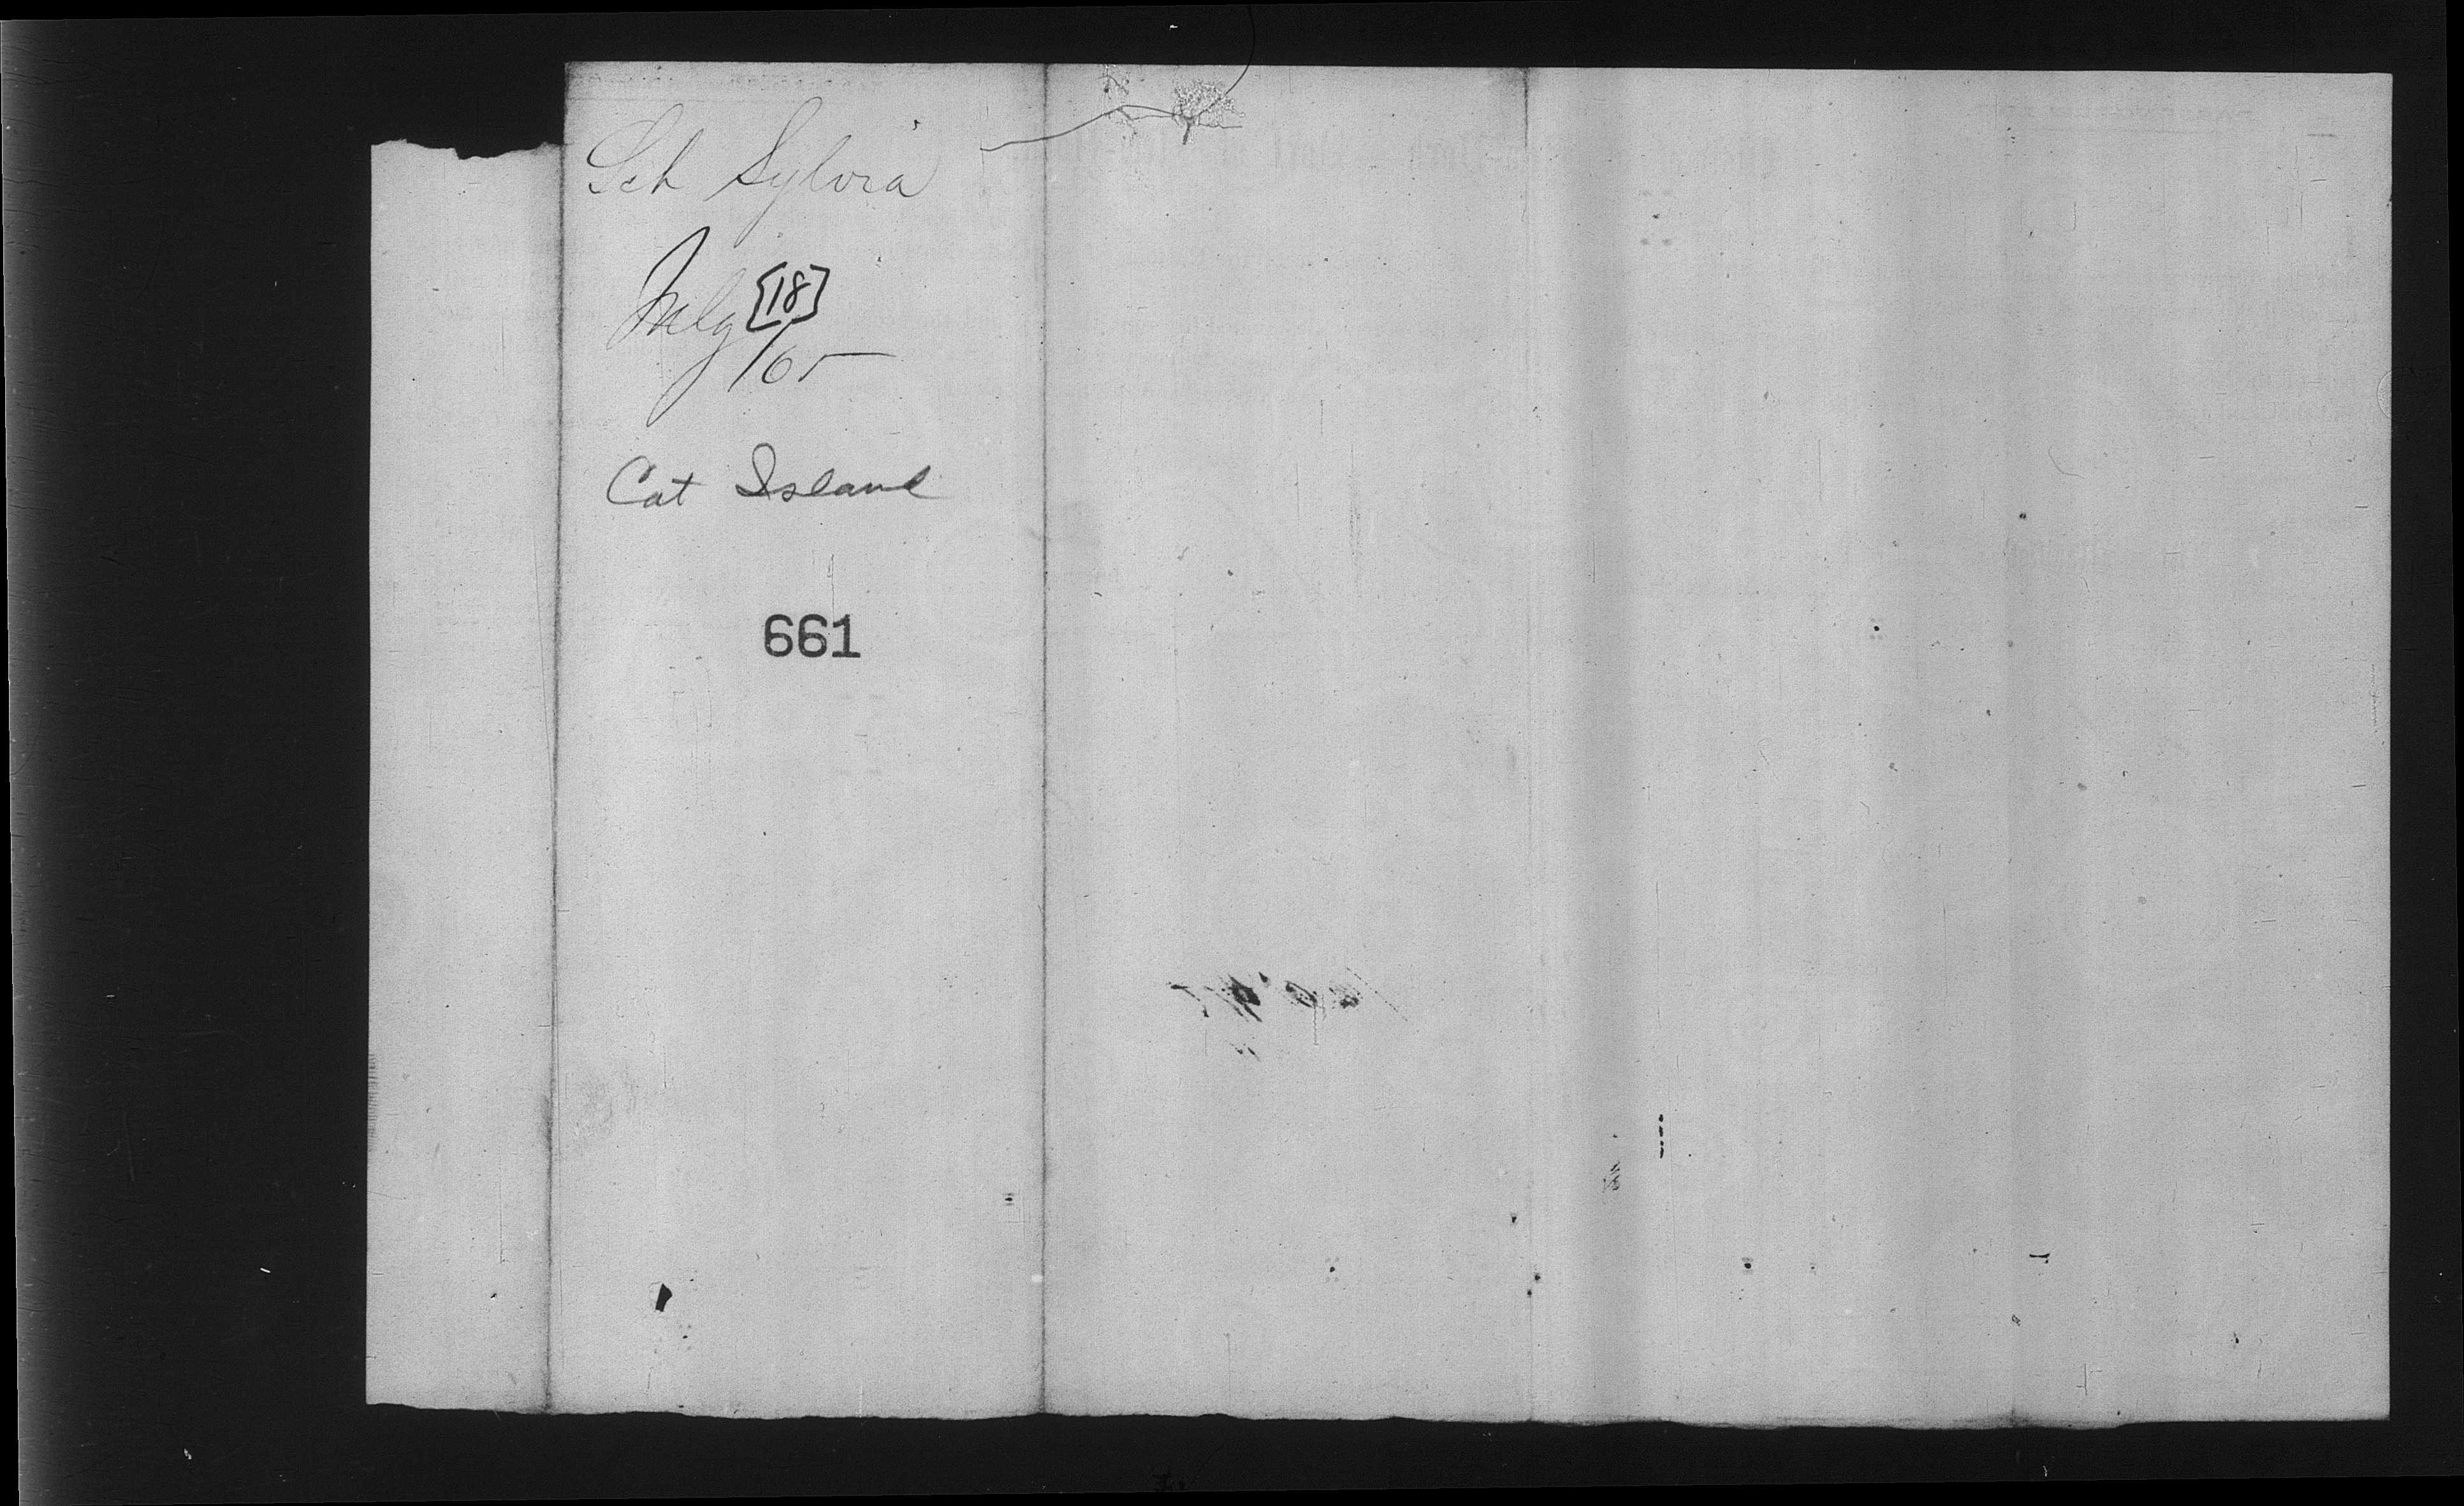 Sch Sylvia
July [18]
/65
Cat Island
661